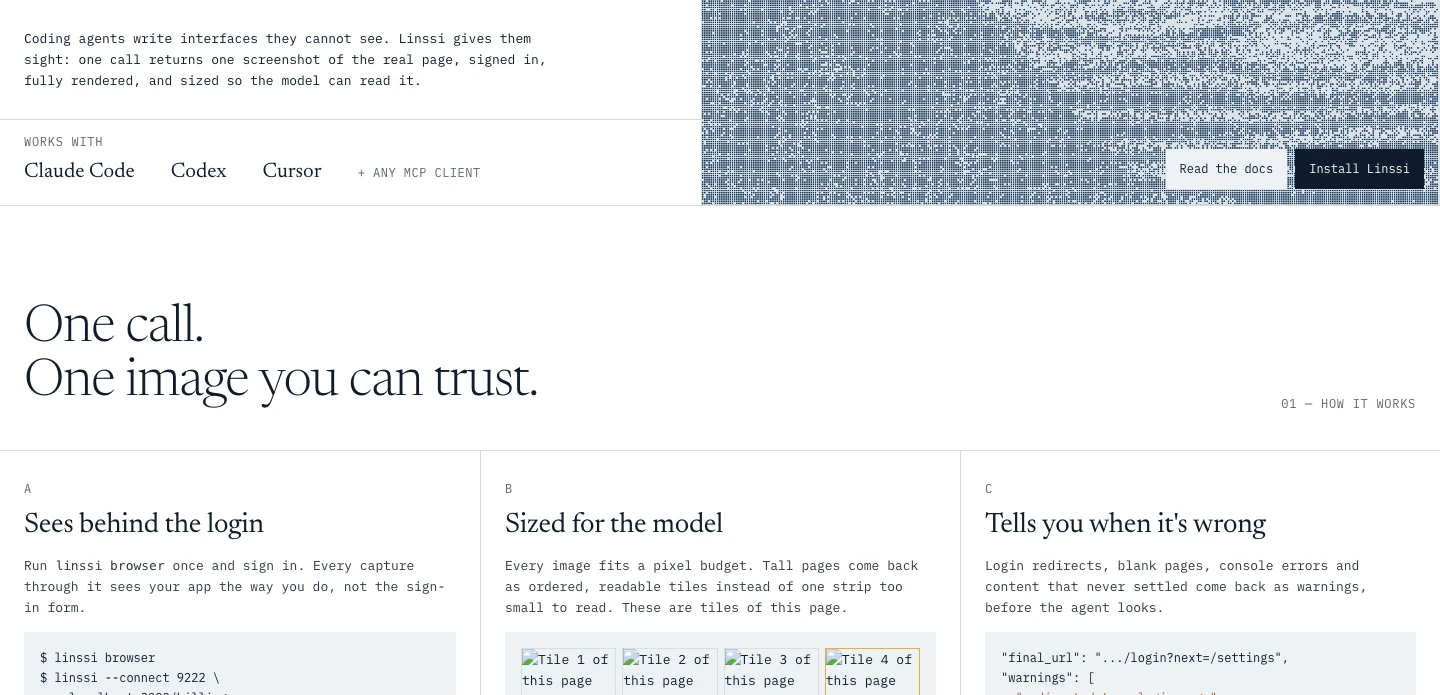 Coding agents write interfaces they cannot see. Linssi gives them
sight: one call returns one screenshot of the real page, signed in,
fully rendered, and sized so the model can read it.
WORKS WITH
Claude Code Codex Cursor + ANY MCP CLIENT
Read the docs Install Linssi
One call.
One image you can trust.
01 — HOW IT WORKS
A
Sees behind the login
Run linssi browser once and sign in. Every capture
through it sees your app the way you do, not the sign-
in form.
$ linssi browser
$ linssi --connect 9222 \
B
Sized for the model
Every image fits a pixel budget. Tall pages come back
as ordered, readable tiles instead of one strip too
small to read. These are tiles of this page.
Tile 1 of
this page
Tile 2 of
this page
Tile 3 of
this page
Tile 4 of
this page
C
Tells you when it's wrong
Login redirects, blank pages, console errors and
content that never settled come back as warnings,
before the agent looks.
"final_url": ".../login?next=/settings",
"warnings": [